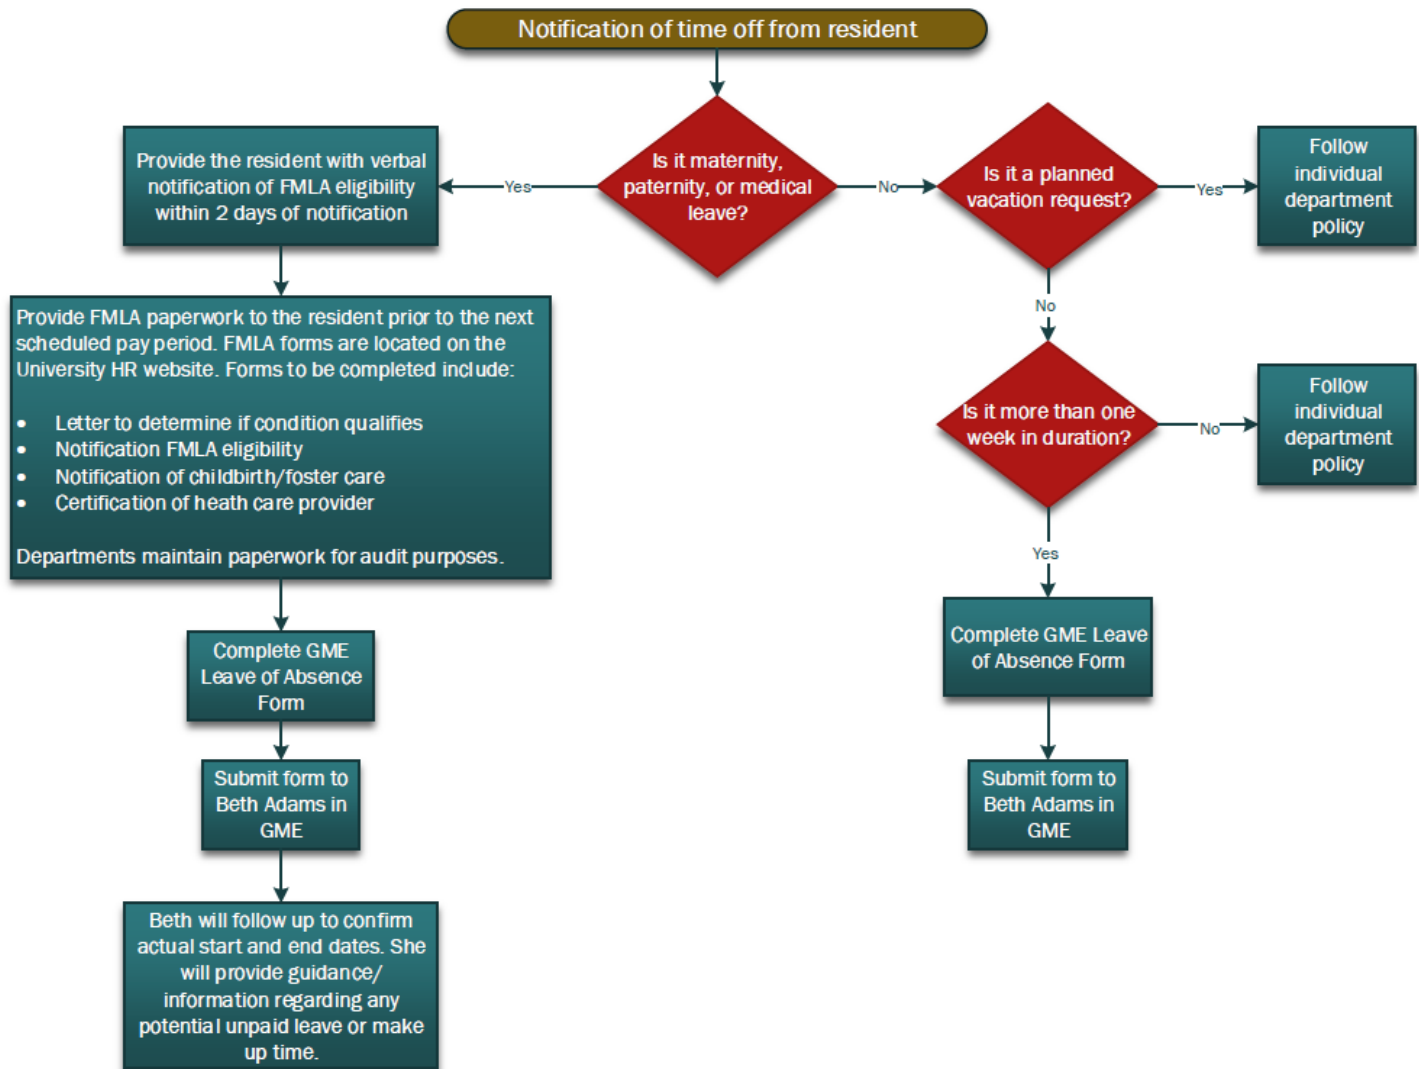 Notification of time off from resident
Is it maternity,
paternity, or medical
leave?
Yes
No
Provide the resident with verbal
notification of FMLA eligibility
within 2 days of notification
Is it a planned
vacation request?
Yes
No
Follow
individual
department
policy
Provide FMLA paperwork to the resident prior to the next
scheduled pay period. FMLA forms are located on the
University HR website. Forms to be completed include:
• Letter to determine if condition qualifies
• Notification FMLA eligibility
• Notification of childbirth/foster care
• Certification of heath care provider
Departments maintain paperwork for audit purposes.
Is it more than one
week in duration?
No
Yes
Follow
individual
department
policy
Complete GME
Leave of Absence
Form
Complete GME Leave
of Absence Form
Submit form to
Beth Adams in
GME
Submit form to
Beth Adams in
GME
Beth will follow up to confirm
actual start and end dates. She
will provide guidance/
information regarding any
potential unpaid leave or make
up time.